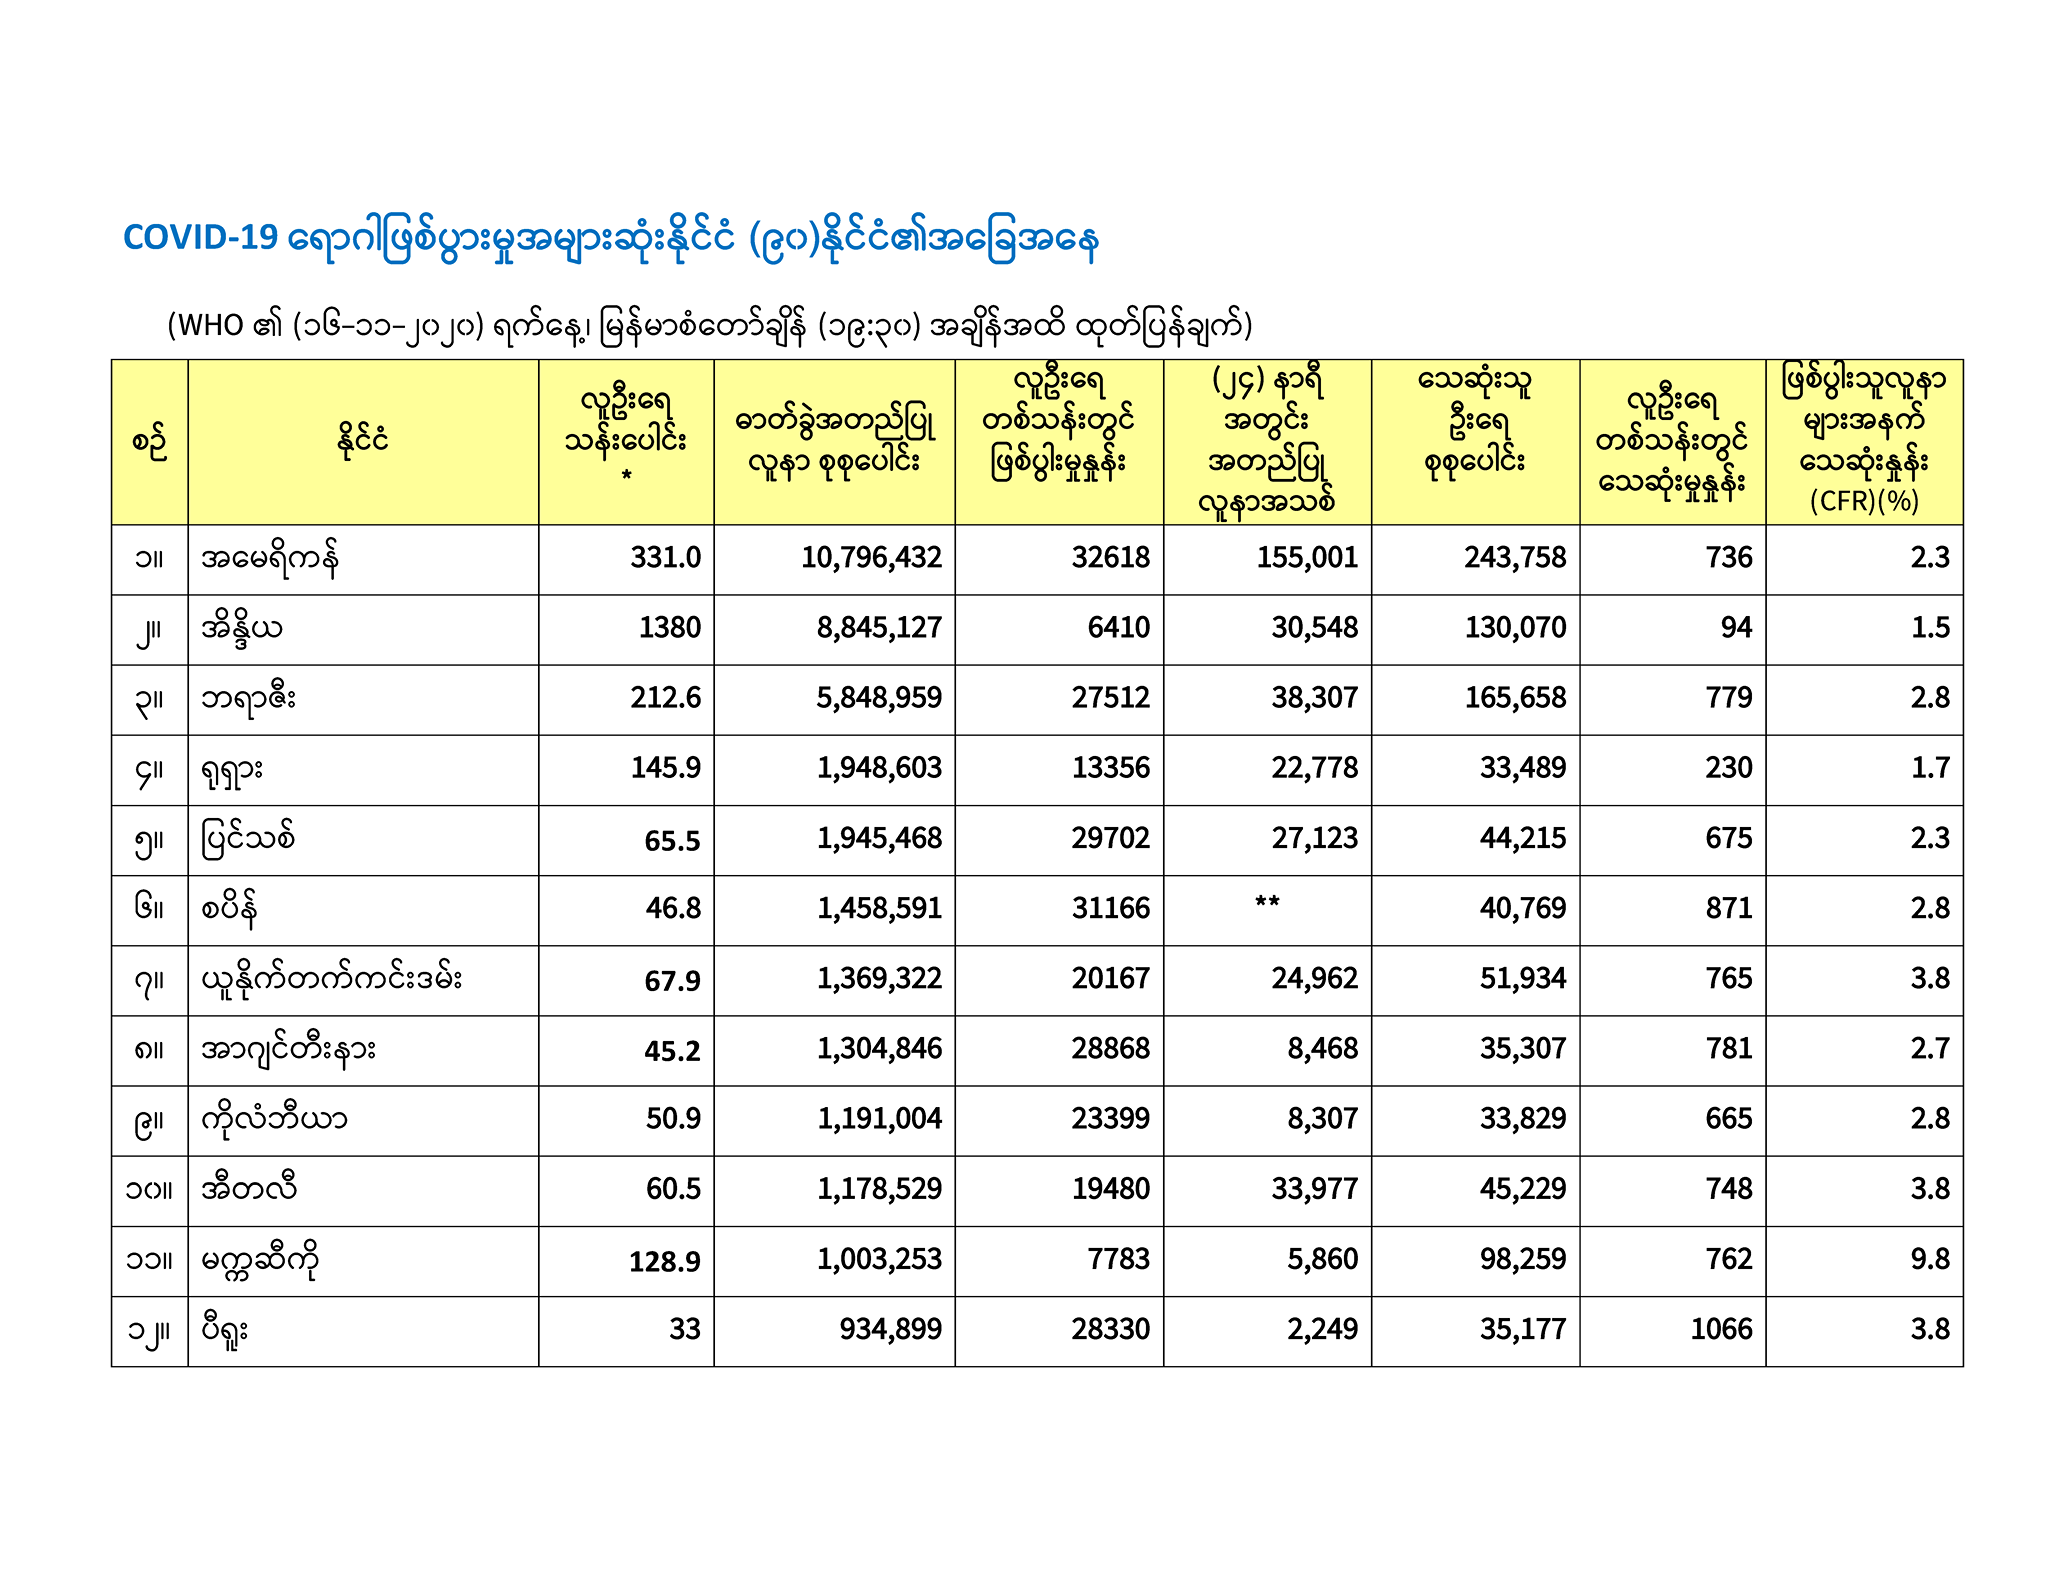 COVID-19 ရောဂါဖြစ်ပွားမှုအများဆုံးနိုင်ငံ (၉၀)နိုင်ငံ၏အခြေအနေ
(WHO ၏ (၁၆-၁၁-၂၀၂၀) ရက်နေ့၊ မြန်မာစံတော်ချိန် (၁၉:၃၀) အချိန်အထိ ထုတ်ပြန်ချက်)
စဉ် နိုင်ငံ လူဦးရေ သန်းပေါင်း * ဓာတ်ခွဲအတည်ပြု လူနာ စုစုပေါင်း လူဦးရေ တစ်သန်းတွင် ဖြစ်ပွါးမှုနှုန်း (၂၄) နာရီ အတွင်း အတည်ပြု လူနာအသစ် သေဆုံးသူ ဦးရေ စုစုပေါင်း လူဦးရေ တစ်သန်းတွင် သေဆုံးမှုနှုန်း ဖြစ်ပွါးသူလူနာ များအနက် သေဆုံးနှုန်း (CFR)(%)
၁။ အမေရိကန် 331.0 10,796,432 32618 155,001 243,758 736 2.3
၂။ အိန္ဒိယ 1380 8,845,127 6410 30,548 130,070 94 1.5
၃။ ဘရာဇီး 212.6 5,848,959 27512 38,307 165,658 779 2.8
၄။ ရုရှား 145.9 1,948,603 13356 22,778 33,489 230 1.7
၅။ ပြင်သစ် 65.5 1,945,468 29702 27,123 44,215 675 2.3
၆။ စပိန် 46.8 1,458,591 31166 ** 40,769 871 2.8
၇။ ယူနိုက်တက်ကင်းဒမ်း 67.9 1,369,322 20167 24,962 51,934 765 3.8
၈။ အာဂျင်တီးနား 45.2 1,304,846 28868 8,468 35,307 781 2.7
၉။ ကိုလံဘီယာ 50.9 1,191,004 23399 8,307 33,829 665 2.8
၁၀။ အီတလီ 60.5 1,178,529 19480 33,977 45,229 748 3.8
၁၁။ မက္ကဆီကို 128.9 1,003,253 7783 5,860 98,259 762 9.8
၁၂။ ပီရူး 33 934,899 28330 2,249 35,177 1066 3.8